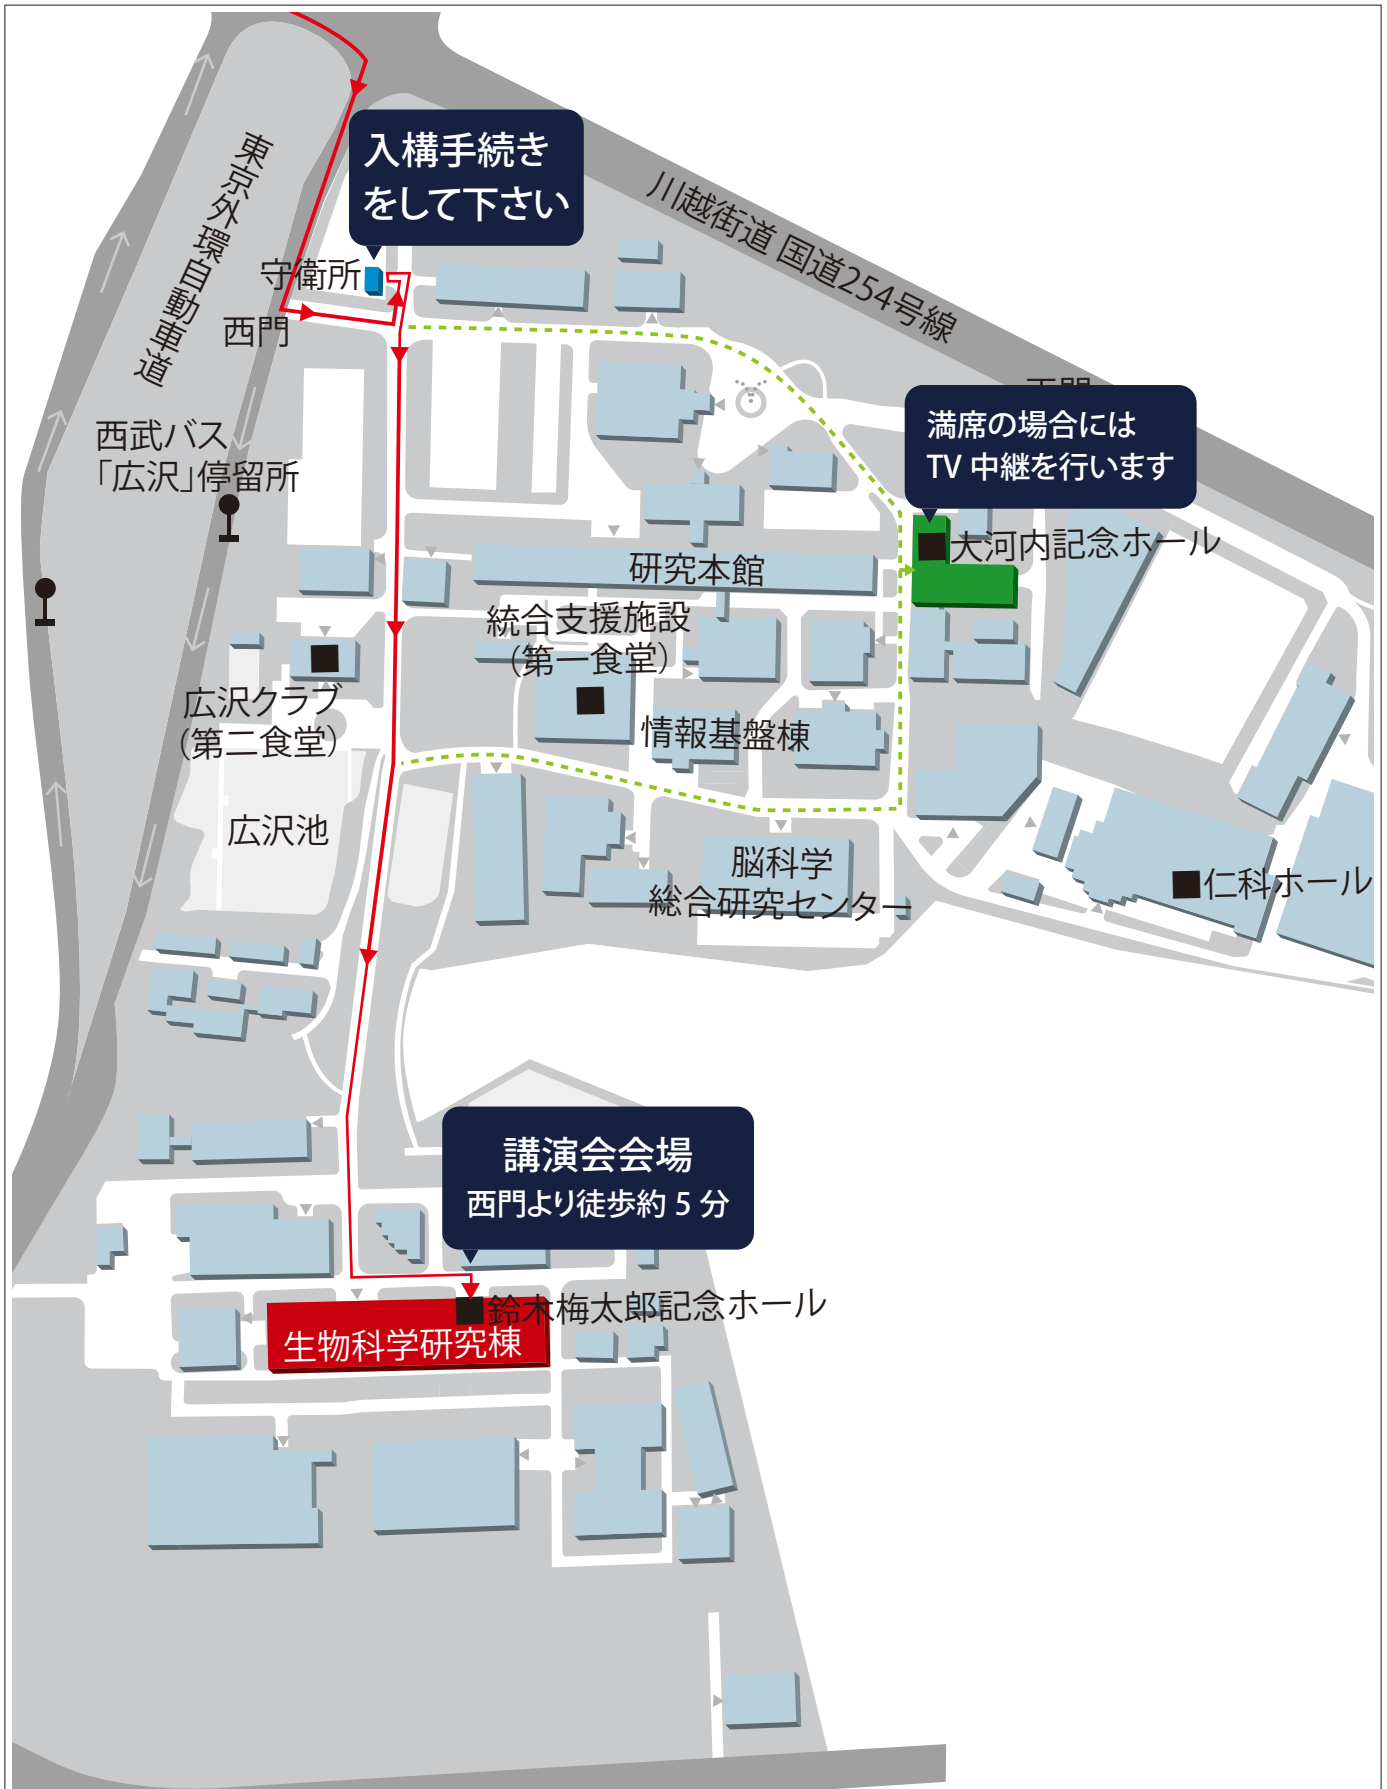 入構手続き
をして下さい
東京外環自動車道
川越街道 国道254号線
守衛所
西門
満席の場合には
TV 中継を行います
西武バス
「広沢」停留所
大河内記念ホール
研究本館
統合支援施設
（第一食堂）
広沢クラブ
（第二食堂）
情報基盤棟
広沢池
脳科学
総合研究センター
仁科ホール
講演会会場
西門より徒歩約 5 分
鈴木梅太郎記念ホール
生物科学研究棟